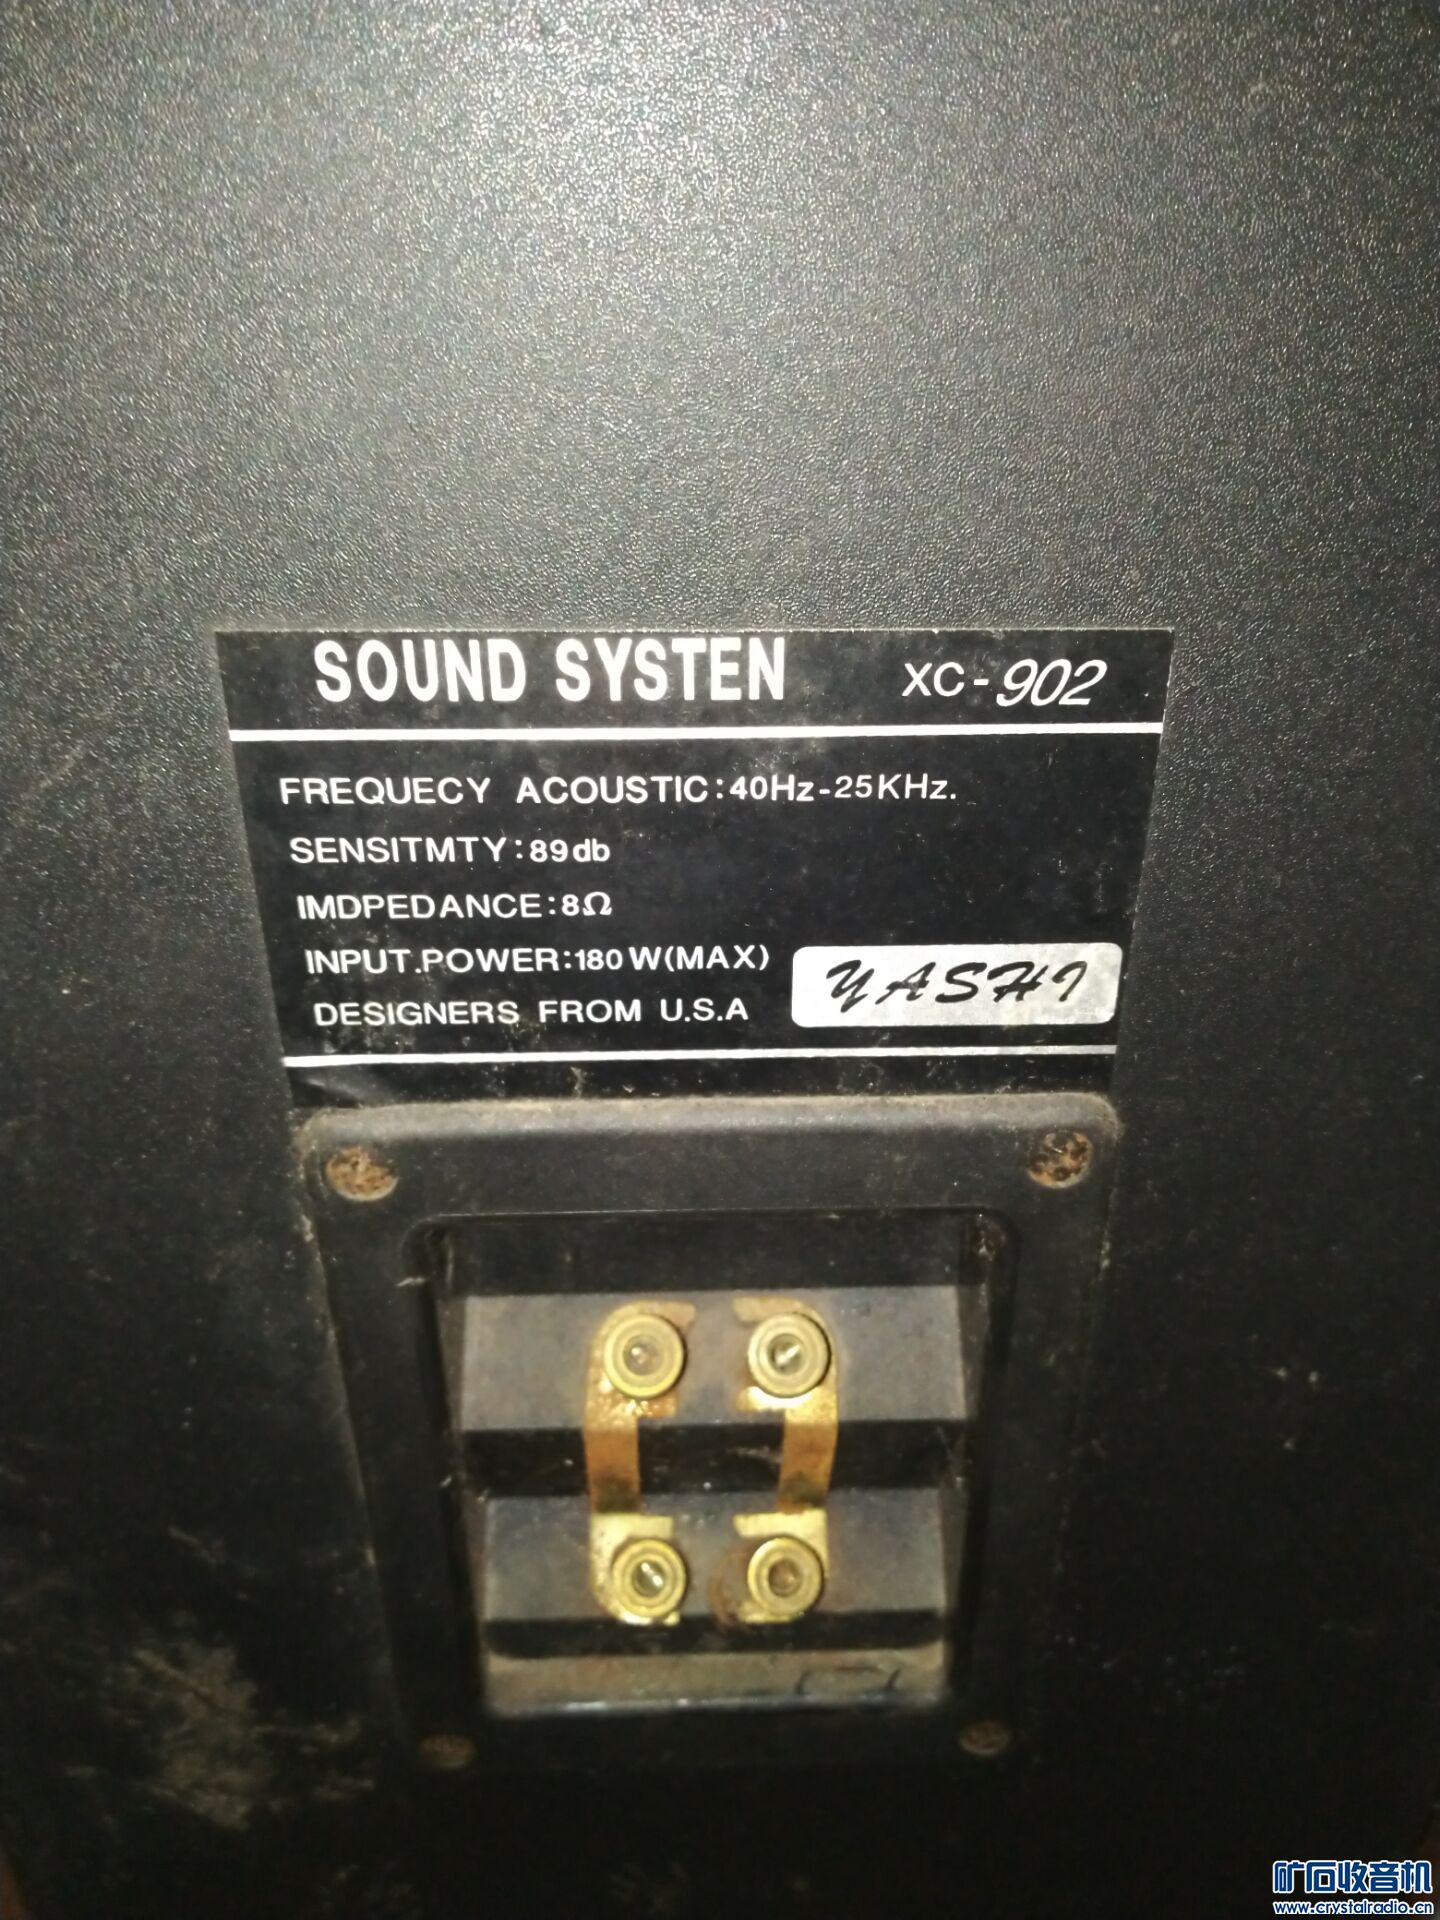 SOUND SYSTEN XC-902
FREQUECY ACOUSTIC:40Hz-25KHz.
SENSITMTY:89db
IMDPEDANCE:8Ω
INPUT.POWER:180W(MAX)
DESIGNERS FROM U.S.A YASHI
矿石收音机
www.crystalradio.cn